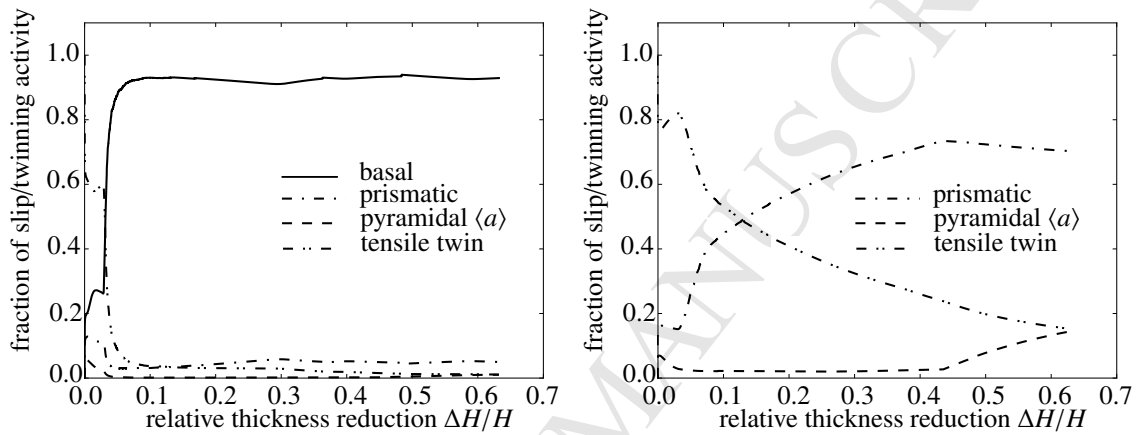 fraction of slip/twinning activity
1.0
0.8
0.6
0.4
0.2
0.0
basal
prismatic
pyramidal ⟨a⟩
tensile twin
0.0 0.1 0.2 0.3 0.4 0.5 0.6 0.7
relative thickness reduction ΔH/H
fraction of slip/twinning activity
1.0
0.8
0.6
0.4
0.2
0.0
prismatic
pyramidal ⟨a⟩
tensile twin
0.0 0.1 0.2 0.3 0.4 0.5 0.6 0.7
relative thickness reduction ΔH/H
MANUSCR